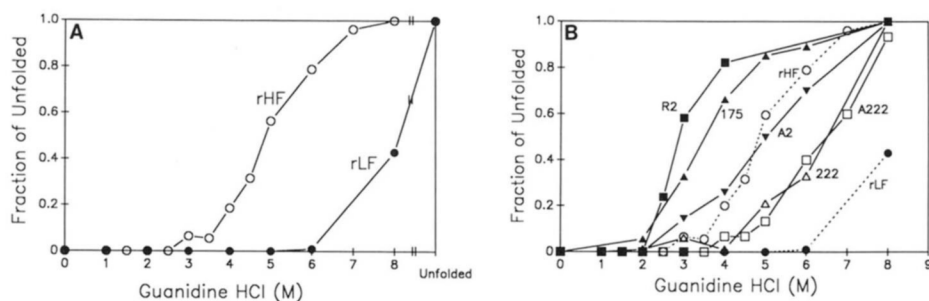 A
Fraction of Unfolded
1.0
0.8
0.6
0.4
0.2
0
rHF
rLF
0 1 2 3 4 5 6 7 8 Unfolded
Guanidine HCl (M)
B
Fraction of Unfolded
1.0
0.8
0.6
0.4
0.2
0
R2
175
rHF
A2
A222
222
rLF
0 1 2 3 4 5 6 7 8 9
Guanidine HCl (M)